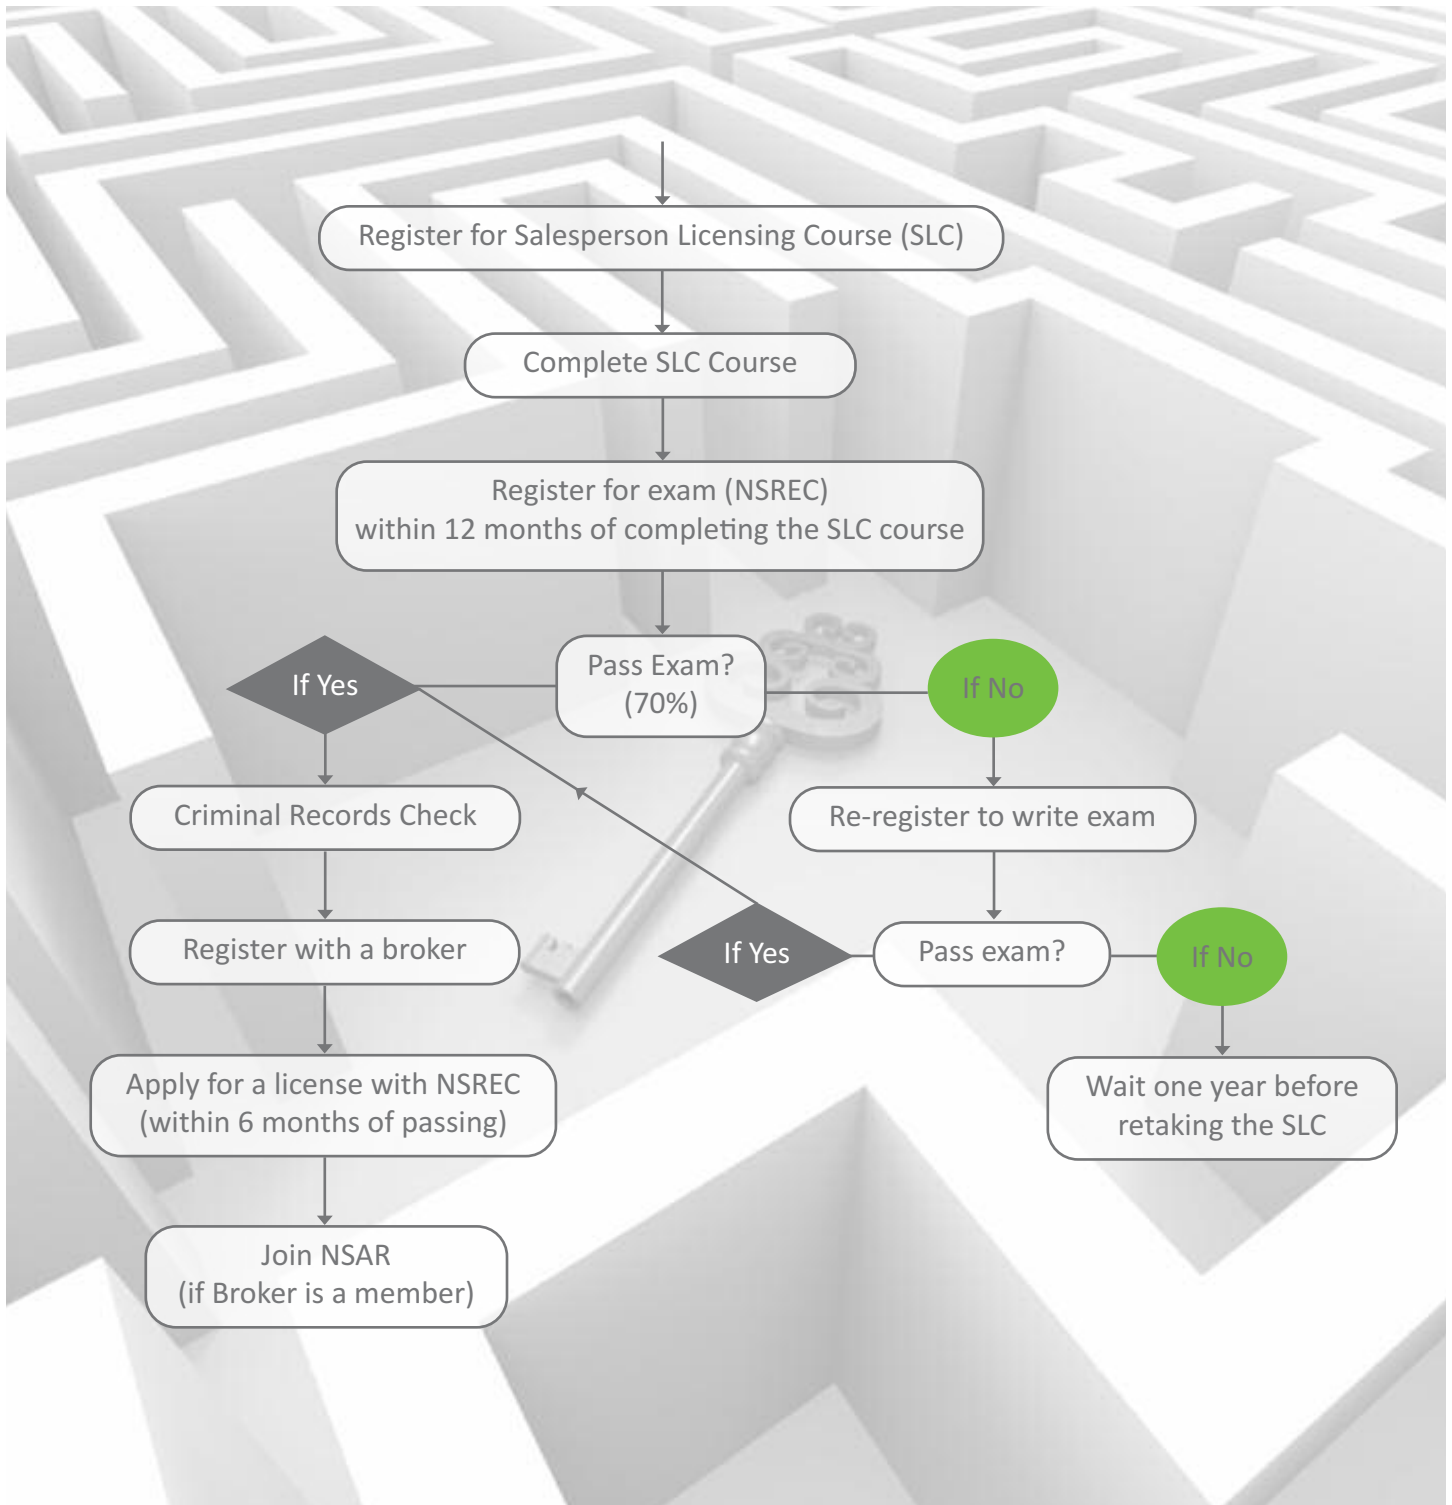 Register for Salesperson Licensing Course (SLC)
Complete SLC Course
Register for exam (NSREC)
within 12 months of completing the SLC course
Pass Exam?
(70%)
If Yes
If No
Criminal Records Check
Re-register to write exam
Register with a broker
If Yes
Pass exam?
If No
Apply for a license with NSREC
(within 6 months of passing)
Wait one year before
retaking the SLC
Join NSAR
(if Broker is a member)